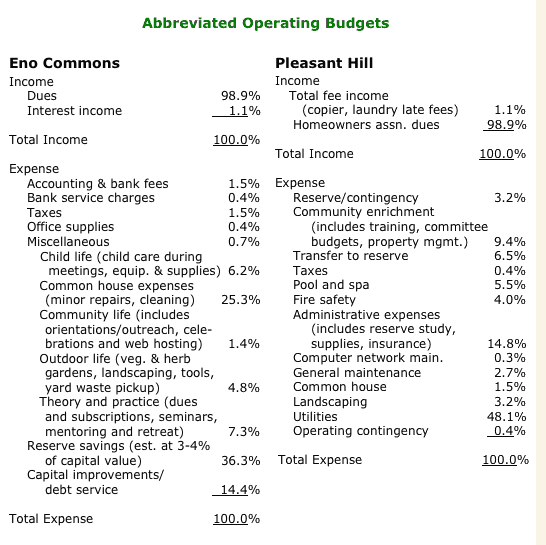 Abbreviated Operating Budgets
Eno Commons
Income
Dues 98.9%
Interest income 1.1%
Total Income 100.0%
Expense
Accounting & bank fees 1.5%
Bank service charges 0.4%
Taxes 1.5%
Office supplies 0.4%
Miscellaneous 0.7%
Child life (child care during
meetings, equip. & supplies) 6.2%
Common house expenses
(minor repairs, cleaning) 25.3%
Community life (includes
orientations/outreach, cele-
brations and web hosting) 1.4%
Outdoor life (veg. & herb
gardens, landscaping, tools,
yard waste pickup) 4.8%
Theory and practice (dues
and subscriptions, seminars,
mentoring and retreat) 7.3%
Reserve savings (est. at 3-4%
of capital value) 36.3%
Capital improvements/
debt service 14.4%
Total Expense 100.0%
Pleasant Hill
Income
Total fee income
(copier, laundry late fees) 1.1%
Homeowners assn. dues 98.9%
Total Income 100.0%
Expense
Reserve/contingency 3.2%
Community enrichment
(includes training, committee
budgets, property mgmt.) 9.4%
Transfer to reserve 6.5%
Taxes 0.4%
Pool and spa 5.5%
Fire safety 4.0%
Administrative expenses
(includes reserve study,
supplies, insurance) 14.8%
Computer network main. 0.3%
General maintenance 2.7%
Common house 1.5%
Landscaping 3.2%
Utilities 48.1%
Operating contingency 0.4%
Total Expense 100.0%